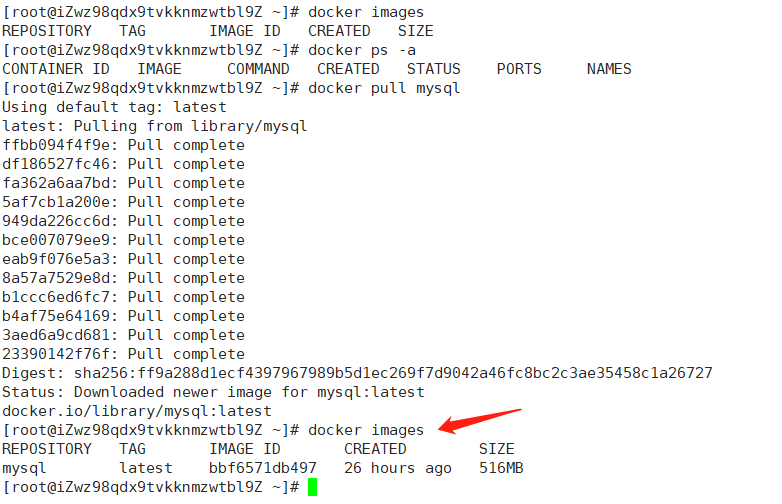 [root@iZwz98qdx9tvkknmzwtbl9Z ~]# docker images
REPOSITORY   TAG       IMAGE ID   CREATED   SIZE
[root@iZwz98qdx9tvkknmzwtbl9Z ~]# docker ps -a
CONTAINER ID   IMAGE     COMMAND   CREATED   STATUS    PORTS     NAMES
[root@iZwz98qdx9tvkknmzwtbl9Z ~]# docker pull mysql
Using default tag: latest
latest: Pulling from library/mysql
ffbb094f4f9e: Pull complete
df186527fc46: Pull complete
fa362a6aa7bd: Pull complete
5af7cb1a200e: Pull complete
949da226cc6d: Pull complete
bce007079ee9: Pull complete
eab9f076e5a3: Pull complete
8a57a7529e8d: Pull complete
b1ccc6ed6fc7: Pull complete
b4af75e64169: Pull complete
3aed6a9cd681: Pull complete
23390142f76f: Pull complete
Digest: sha256:ff9a288d1ecf4397967989b5d1ec269f7d9042a46fc8bc2c3ae35458c1a26727
Status: Downloaded newer image for mysql:latest
docker.io/library/mysql:latest
[root@iZwz98qdx9tvkknmzwtbl9Z ~]# docker images
REPOSITORY   TAG       IMAGE ID       CREATED        SIZE
mysql        latest    bbf6571db497   26 hours ago   516MB
[root@iZwz98qdx9tvkknmzwtbl9Z ~]#